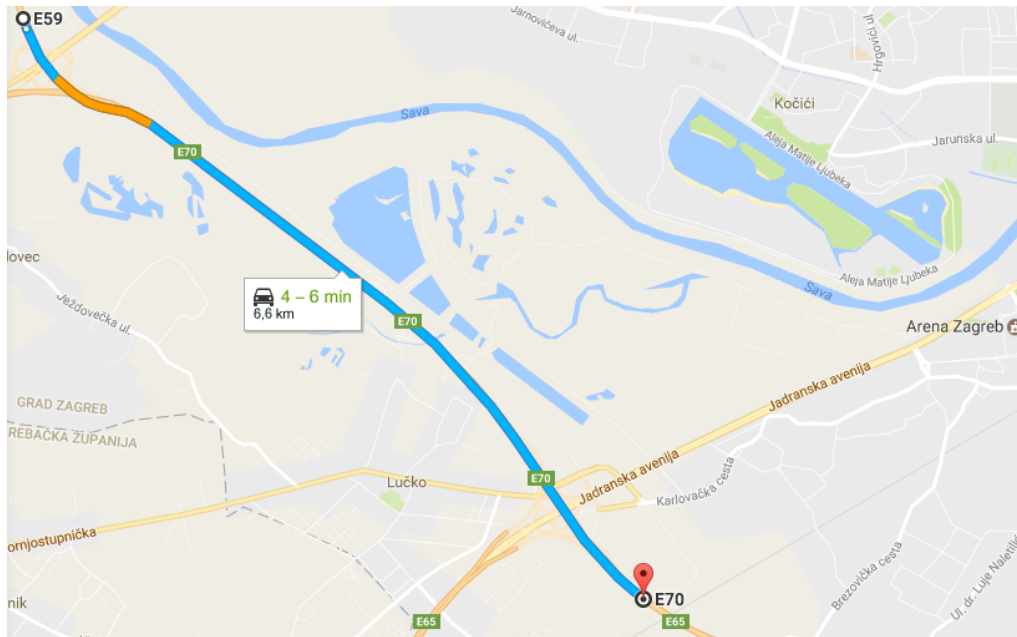 E59
Jarnovićeva ul.
Hrgovići ul
Sava
Kočići
Aleja Matije Ljubeka
Jarunska ul.
E70
lovec
Ježdovečka ul.
4 – 6 min
6,6 km
E70
Aleja Matije Ljubeka
Sava
Arena Zagreb
Jadranska avenija
GRAD ZAGREB
REBAČKA ŽUPANIJA
Lučko
E70
Jadranska avenija
Karlovačka cesta
ornjostupnička
Brezovička cesta
Ul. dr. Luje Naletilić
nik
E70
E65
E65